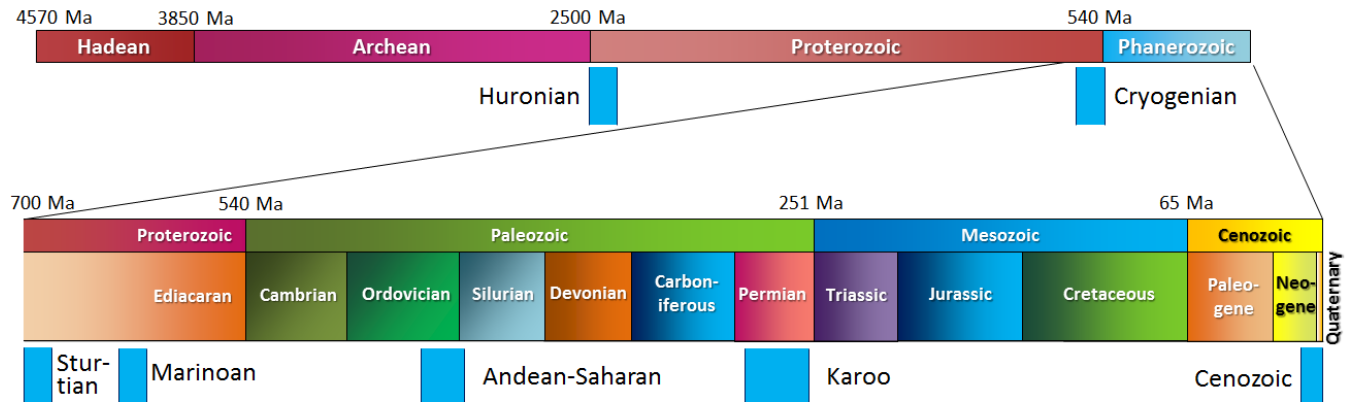 4570 Ma 3850 Ma 2500 Ma 540 Ma
Hadean Archean Proterozoic Phanerozoic
Huronian Cryogenian
700 Ma 540 Ma 251 Ma 65 Ma
Proterozoic Paleozoic Mesozoic Cenozoic
Ediacaran Cambrian Ordovician Silurian Devonian Carbon-
iferous Permian Triassic Jurassic Cretaceous Paleo-
gene Neo-
gene Quaternary
Stur-
tian Marinoan Andean-Saharan Karoo Cenozoic